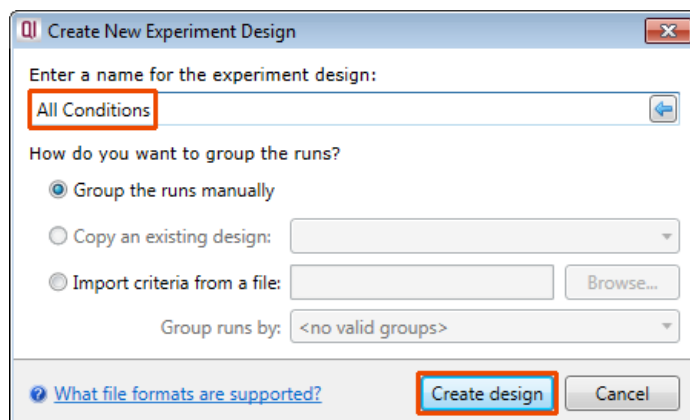 QI Create New Experiment Design
Enter a name for the experiment design:
All Conditions
How do you want to group the runs?
Group the runs manually
Copy an existing design:
Import criteria from a file: Browse...
Group runs by: <no valid groups>
? What file formats are supported? Create design Cancel